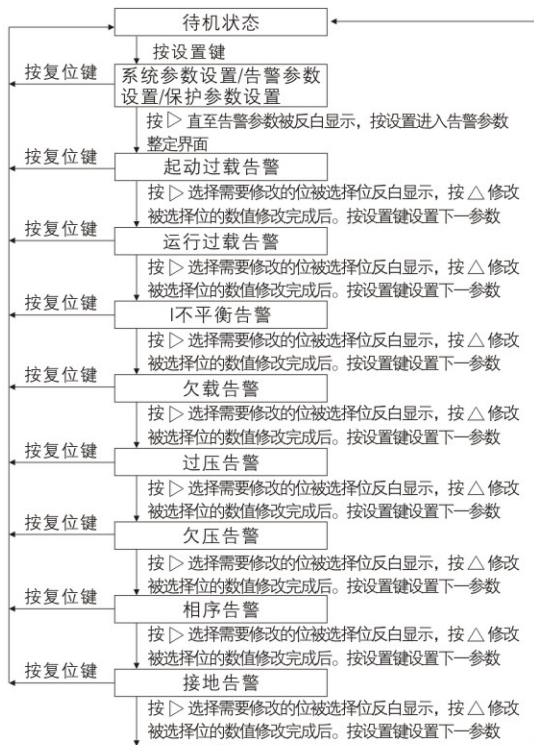 待机状态
按设置键
按复位键
系统参数设置/告警参数
设置/保护参数设置
按▷直至告警参数被反白显示，按设置进入告警参数
整定界面
按复位键
起动过载告警
按▷选择需要修改的位被选择位反白显示，按△修改
被选择位的数值修改完成后。按设置键设置下一参数
按复位键
运行过载告警
按▷选择需要修改的位被选择位反白显示，按△修改
被选择位的数值修改完成后。按设置键设置下一参数
按复位键
I不平衡告警
按▷选择需要修改的位被选择位反白显示，按△修改
被选择位的数值修改完成后。按设置键设置下一参数
按复位键
欠载告警
按▷选择需要修改的位被选择位反白显示，按△修改
被选择位的数值修改完成后。按设置键设置下一参数
按复位键
过压告警
按▷选择需要修改的位被选择位反白显示，按△修改
被选择位的数值修改完成后。按设置键设置下一参数
按复位键
欠压告警
按▷选择需要修改的位被选择位反白显示，按△修改
被选择位的数值修改完成后。按设置键设置下一参数
按复位键
相序告警
按▷选择需要修改的位被选择位反白显示，按△修改
被选择位的数值修改完成后。按设置键设置下一参数
按复位键
接地告警
按▷选择需要修改的位被选择位反白显示，按△修改
被选择位的数值修改完成后。按设置键设置下一参数